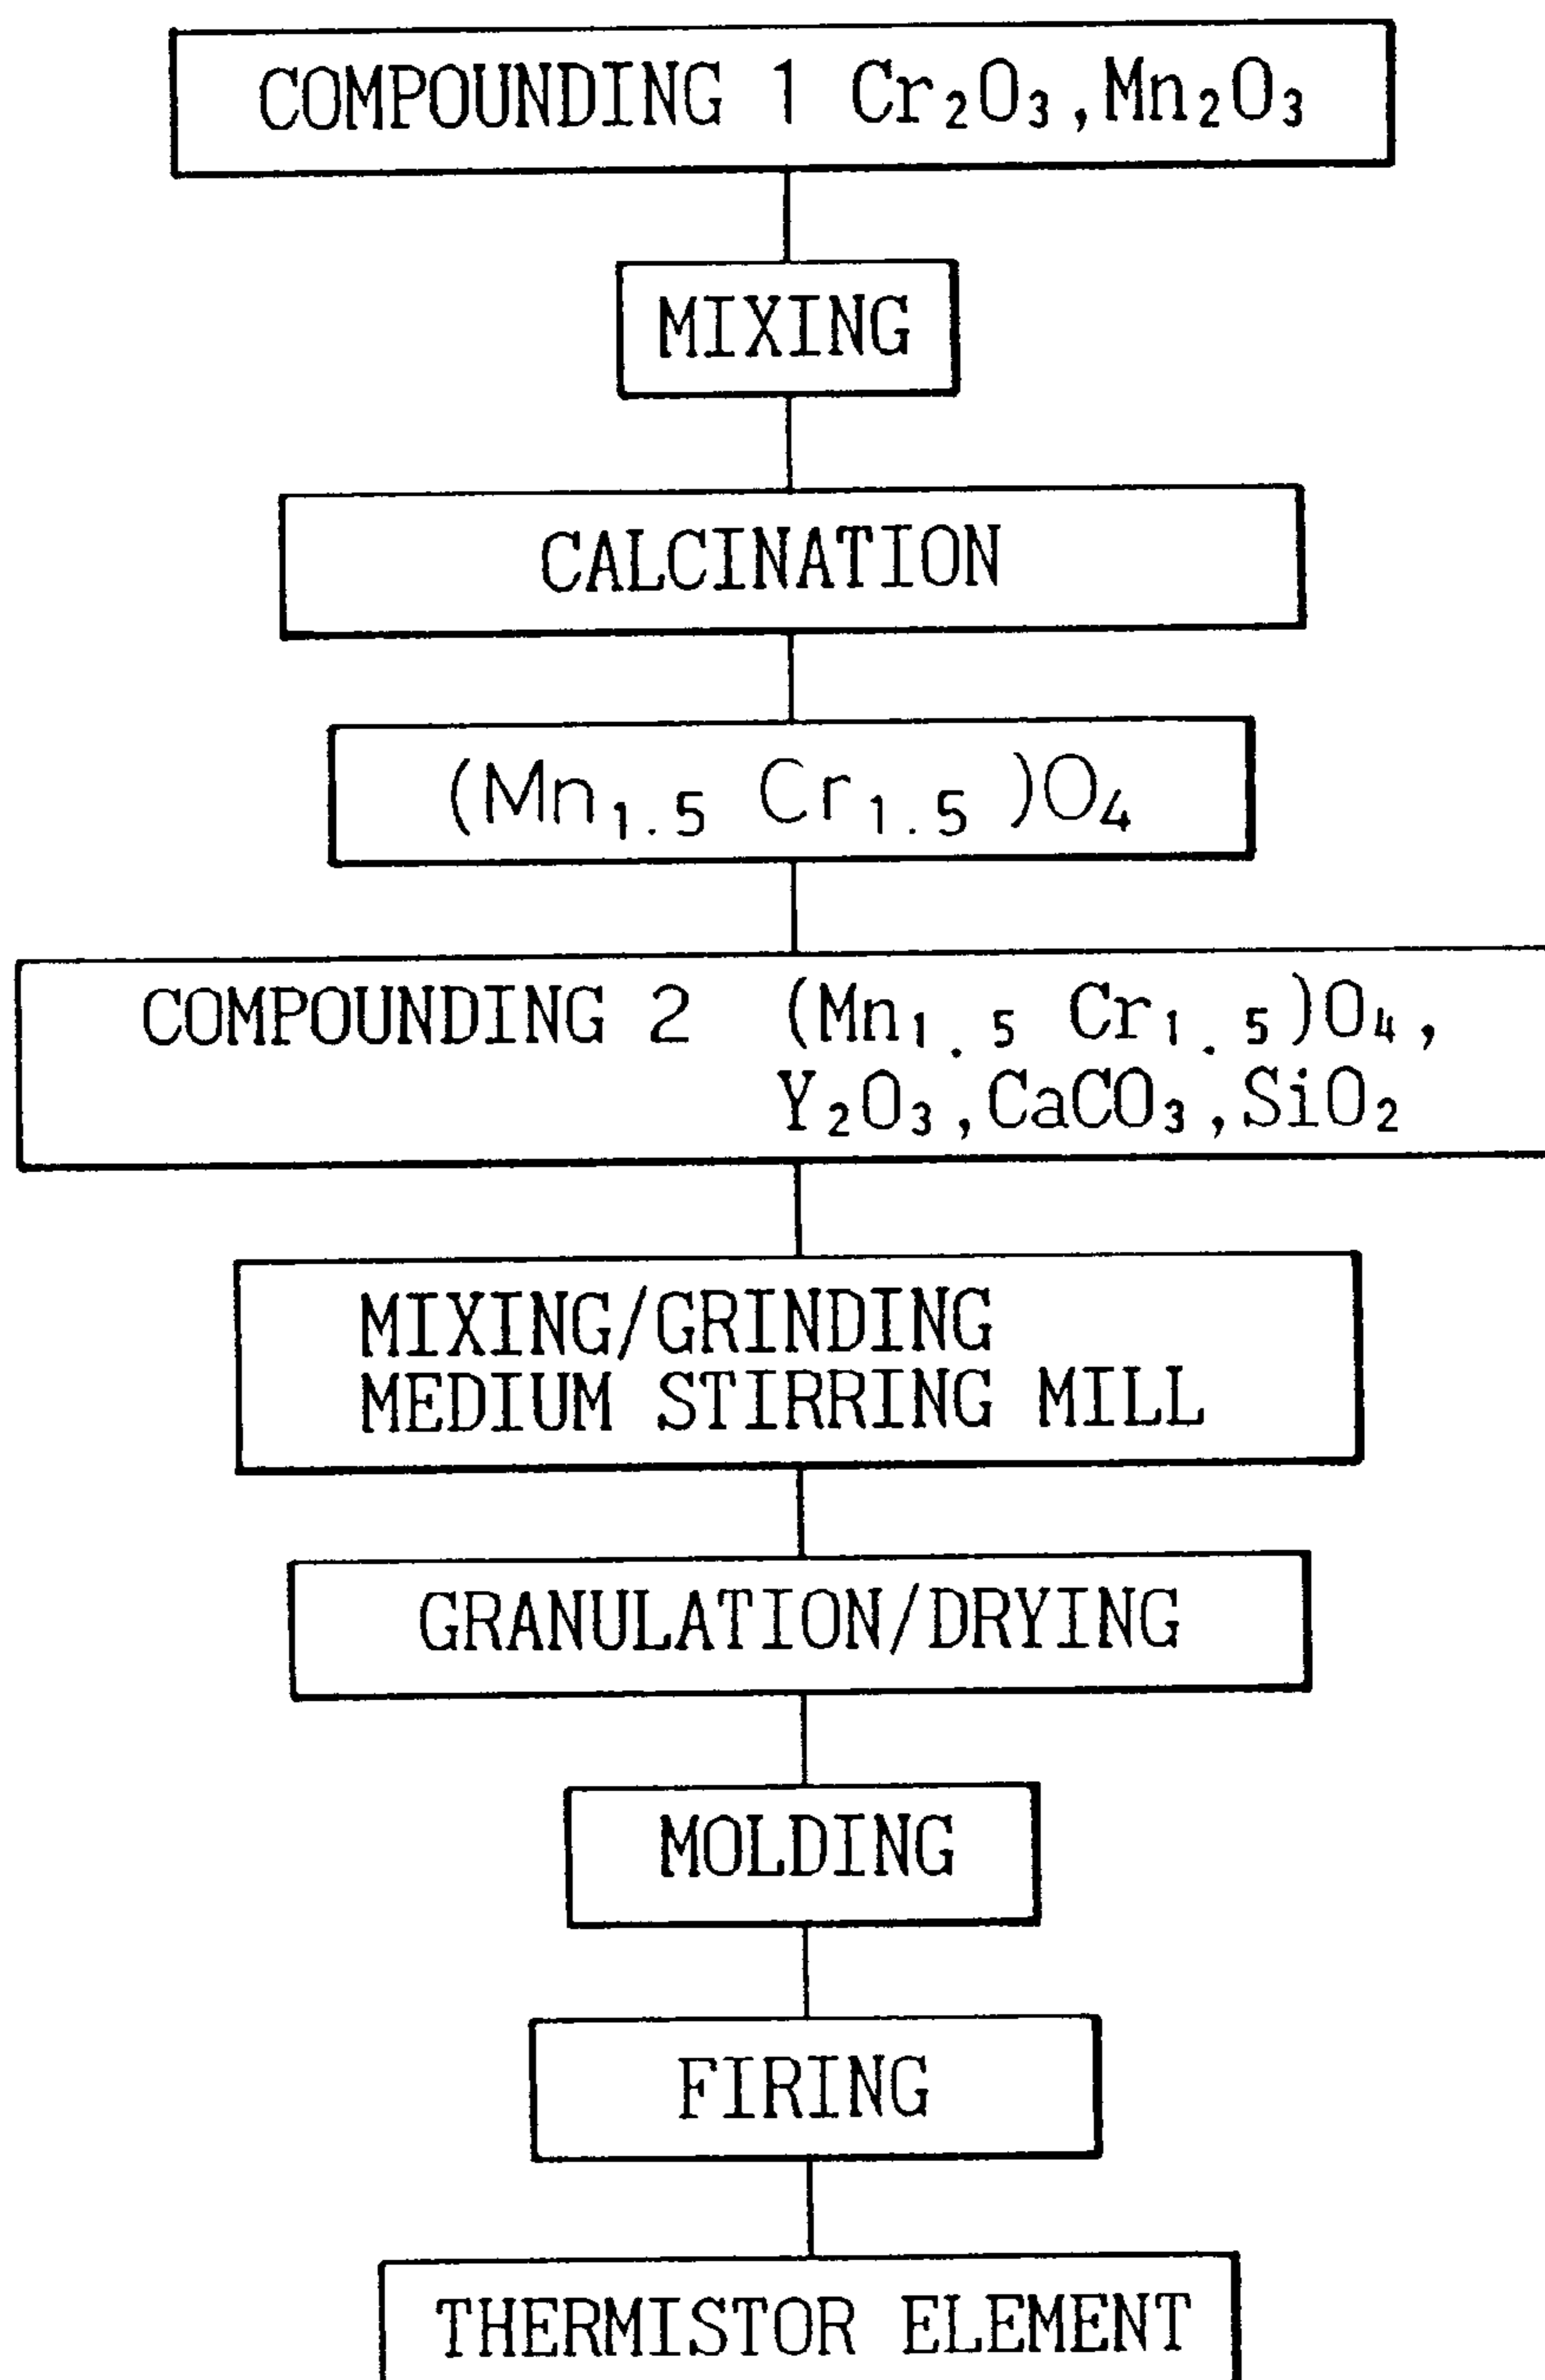 COMPOUNDING 1 Cr₂O₃,Mn₂O₃
MIXING
CALCINATION
(Mn₁.₅ Cr₁.₅)O₄
COMPOUNDING 2 (Mn₁.₅ Cr₁.₅)O₄,
Y₂O₃,CaCO₃,SiO₂
MIXING/GRINDING
MEDIUM STIRRING MILL
GRANULATION/DRYING
MOLDING
FIRING
THERMISTOR ELEMENT